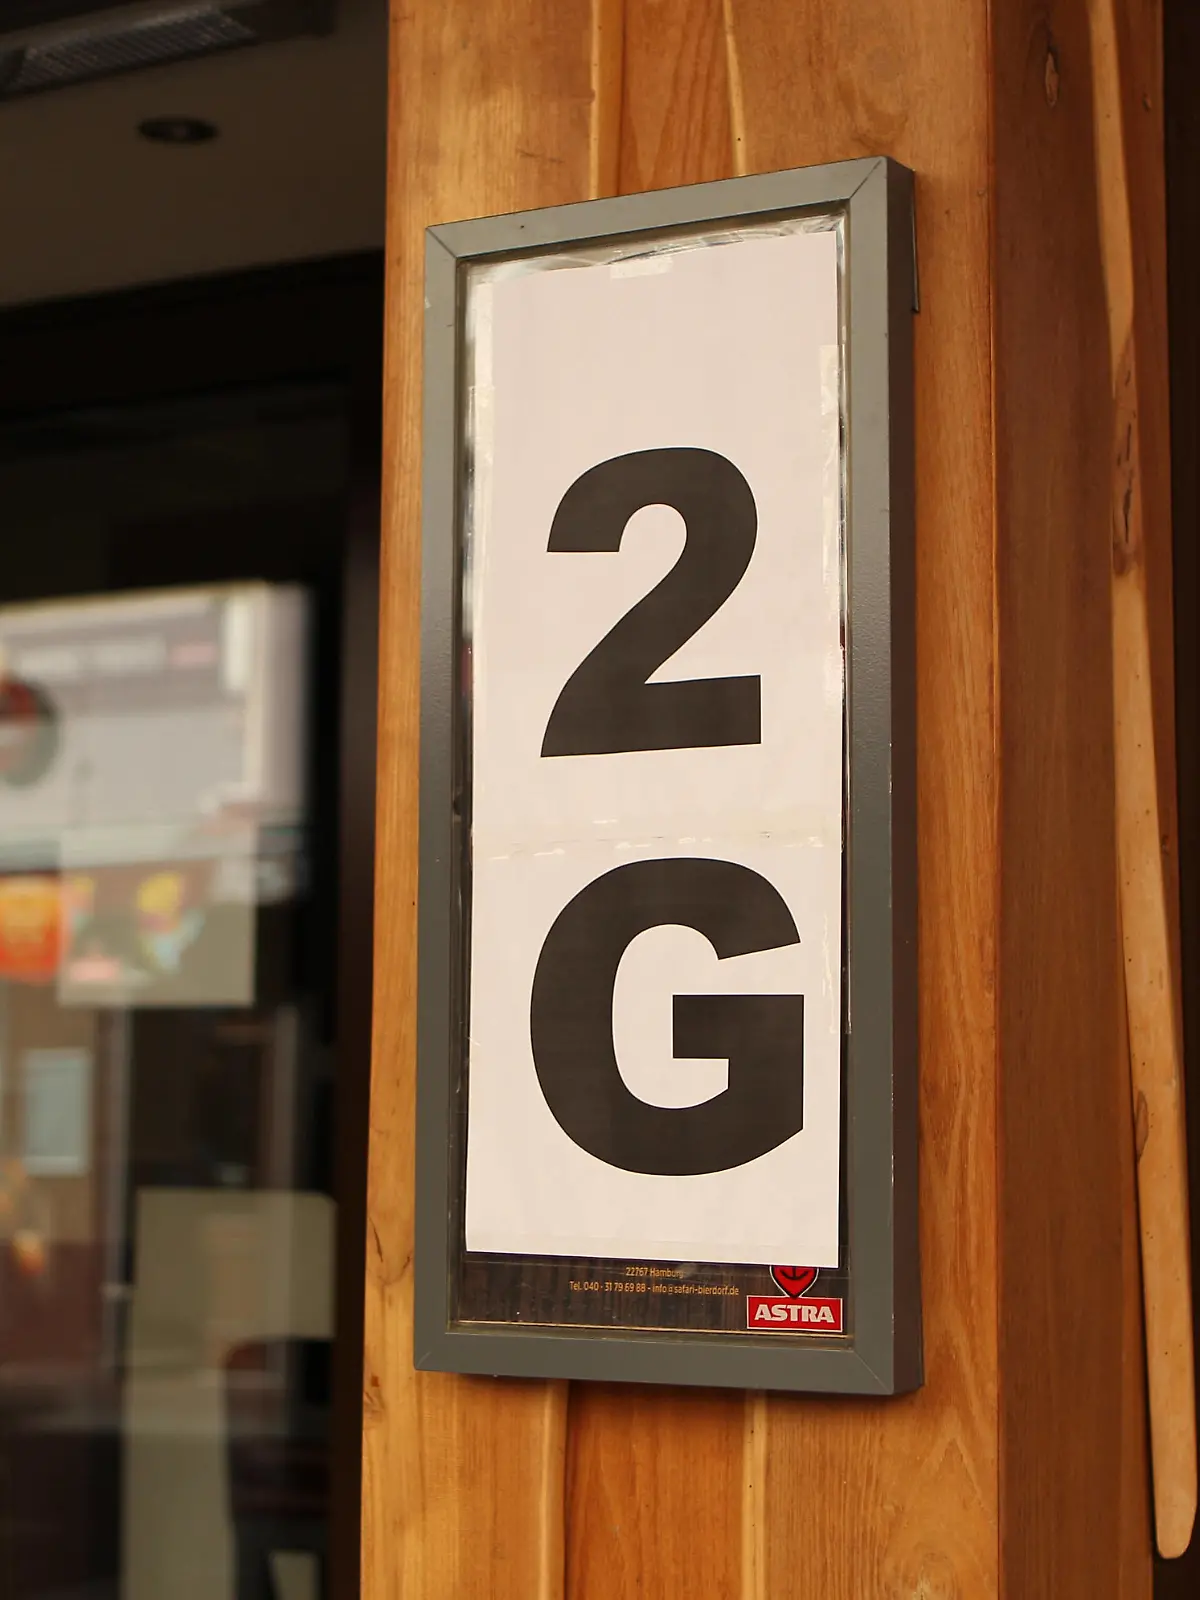 2
G
22767 Hamburg
Tel. 040 - 31 79 69 88 - info@safari-bierdorf.de
ASTRA